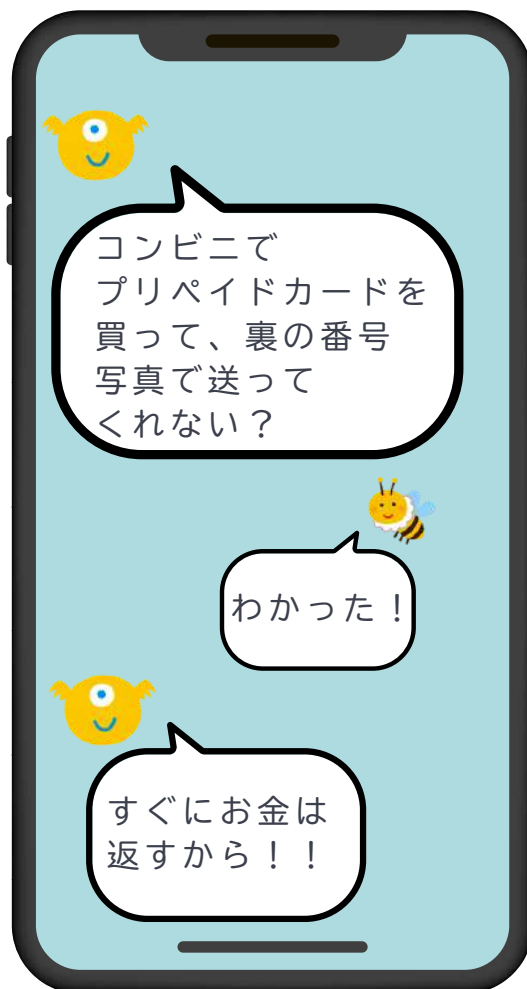 コンビニで
プリペイドカードを
買って、裏の番号
写真で送って
くれない？
わかった！
すぐにお金は
返すから！！